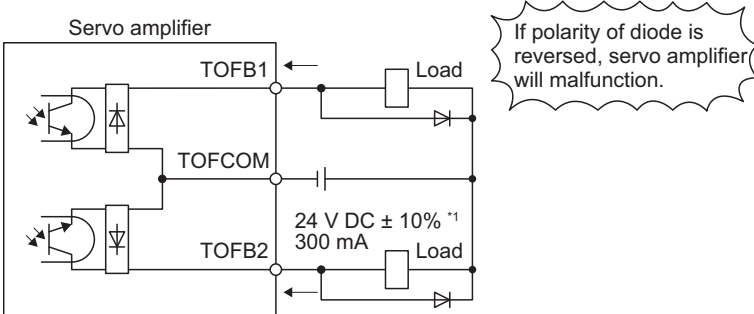 Servo amplifier
If polarity of diode is
reversed, servo amplifier
will malfunction.
TOFB1
Load
TOFCOM
24 V DC ± 10% *1
300 mA
TOFB2
Load